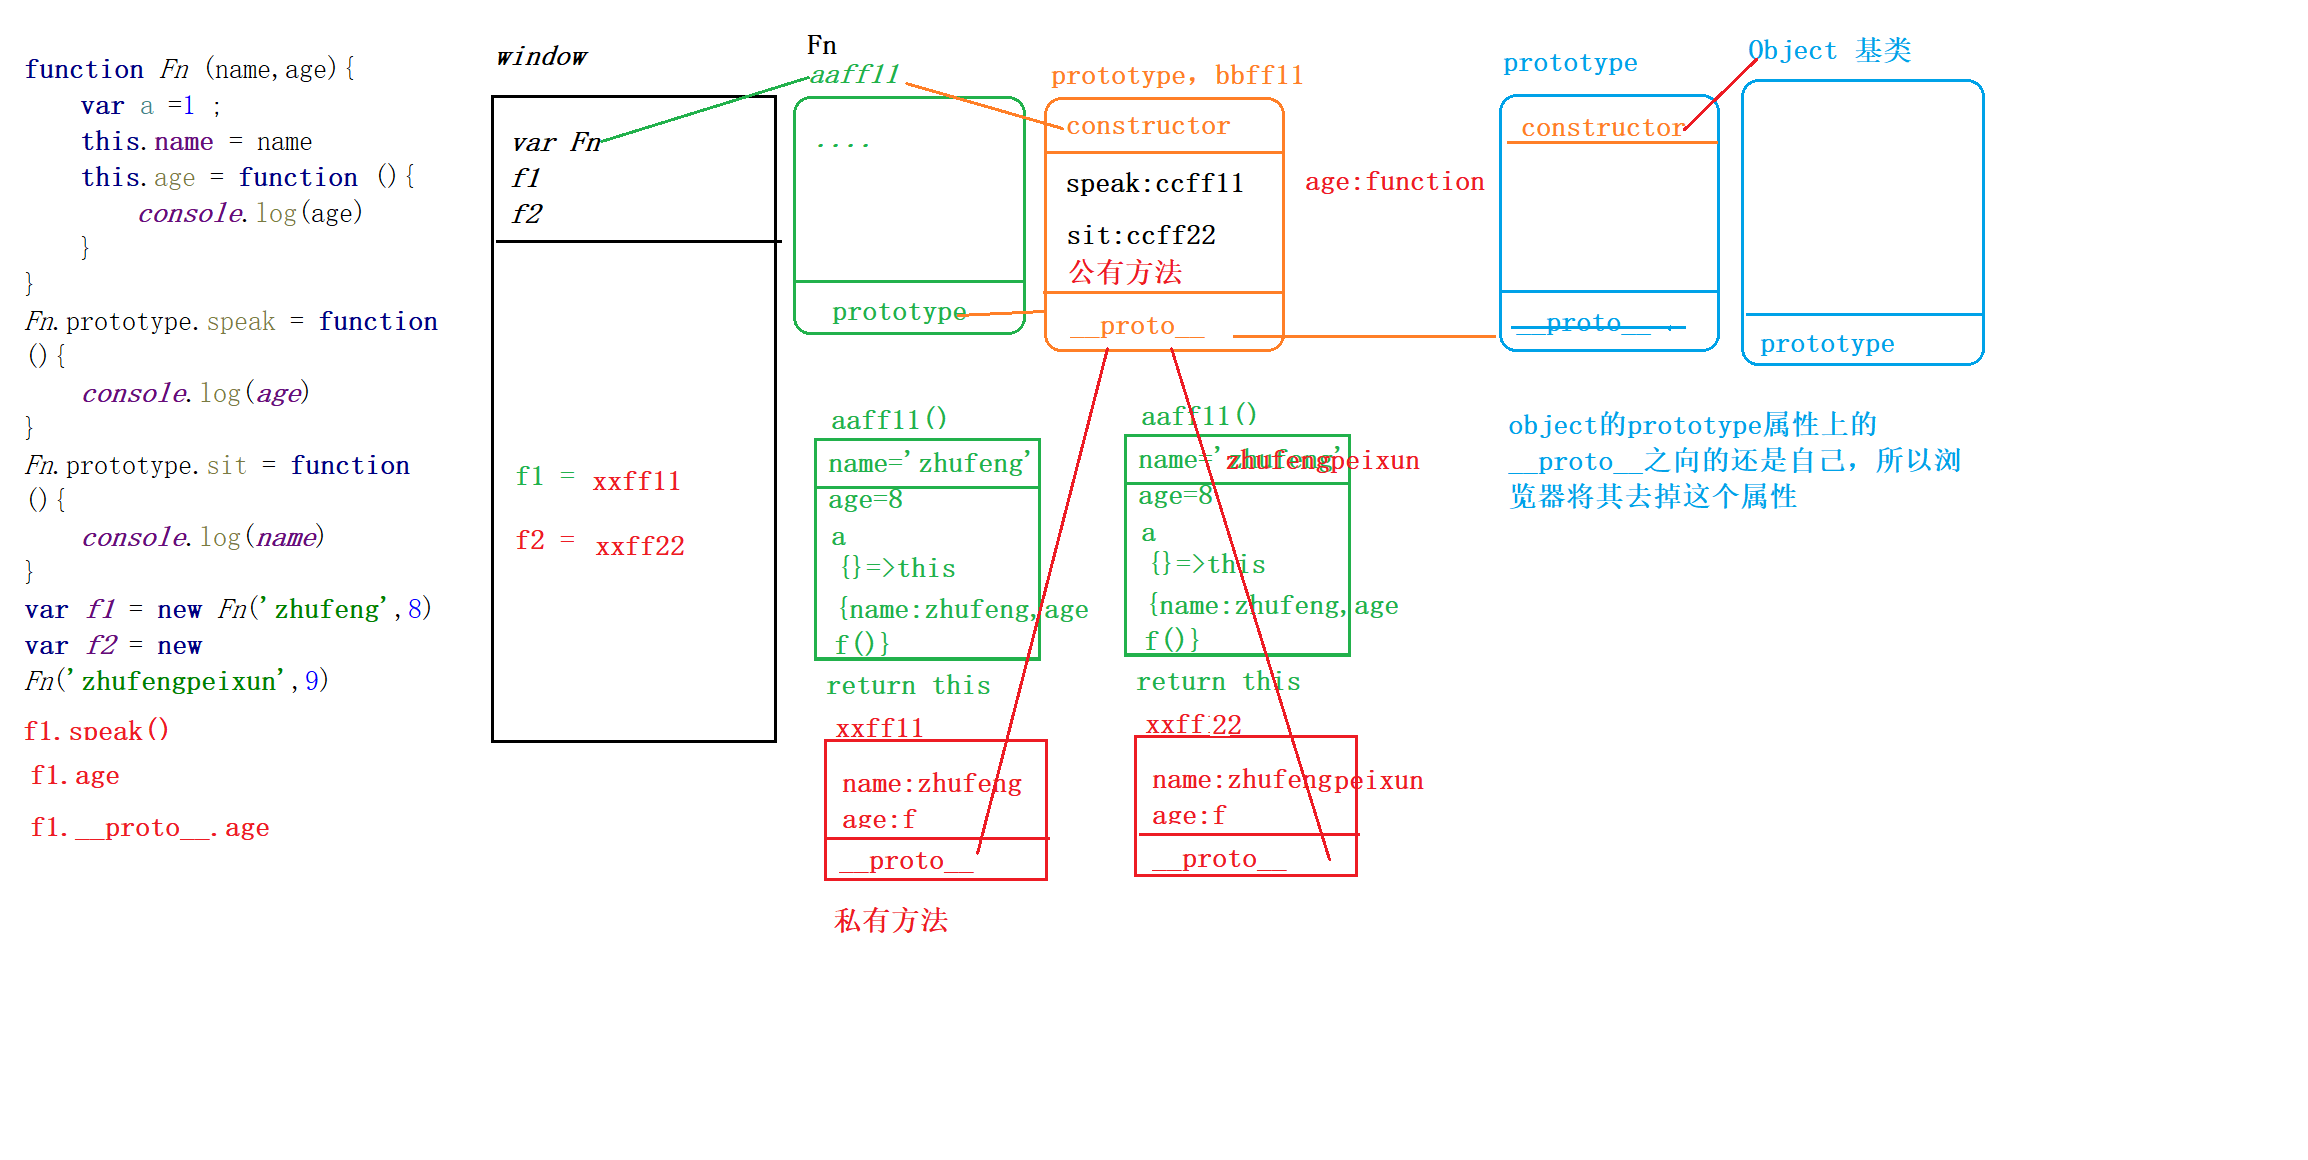 function Fn (name,age){
var a =1 ;
this.name = name
this.age = function (){
console.log(age)
}
}
Fn.prototype.speak = function
(){
console.log(age)
}
Fn.prototype.sit = function
(){
console.log(name)
}
var f1 = new Fn('zhufeng',8)
var f2 = new
Fn('zhufengpeixun',9)
f1.speak()
f1.age
f1.__proto__.age
window
var Fn
f1
f2
f1 = xxff11
f2 = xxff22
Fn
aaff11
....
prototype
prototype, bbff11
constructor
speak:ccff11
sit:ccff22
公有方法
__proto__
age:function
prototype
constructor
__proto__
Object 基类
prototype
object的prototype属性上的
__proto__之向的还是自己，所以浏
览器将其去掉这个属性
aaff11()
name='zhufeng'
age=8
a
{}=>this
{name:zhufeng,age
f()}
return this
xxff11
name:zhufeng
age:f
__proto__
私有方法
aaff11()
name='zhufengpeixun
age=8
a
{}=>this
{name:zhufeng,age
f()}
return this
xxff22
name:zhufengpeixun
age:f
__proto__